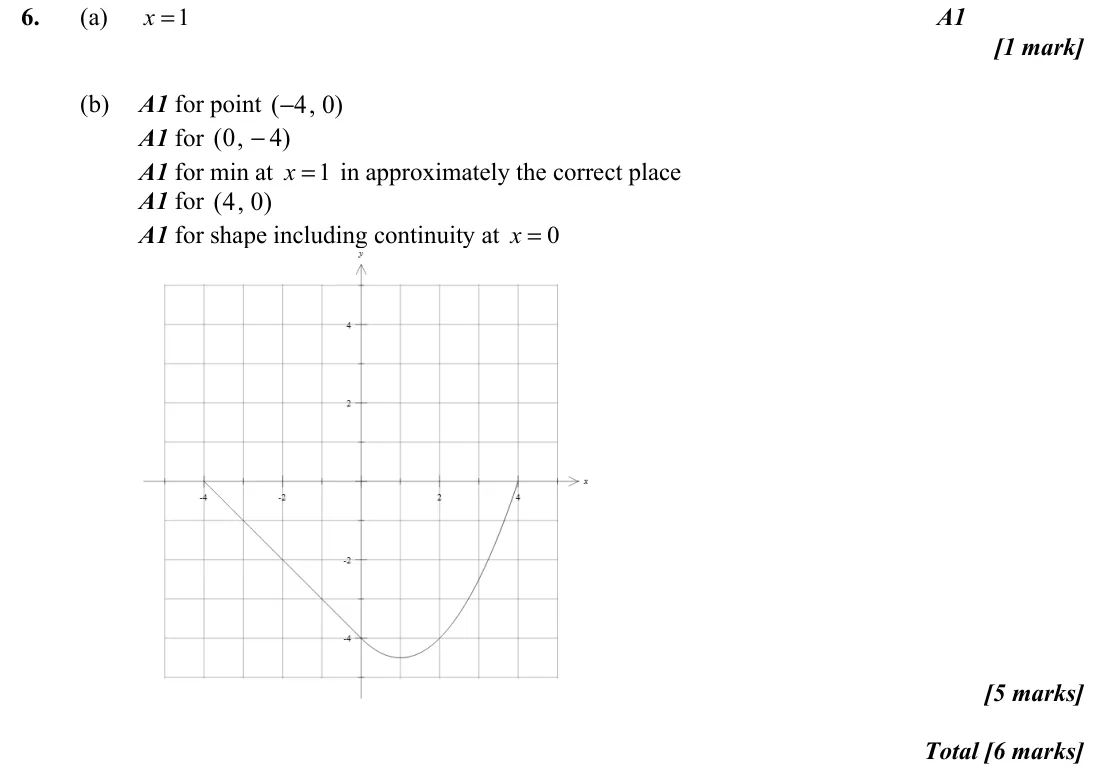 6. (a) x = 1 A1
[1 mark]
(b) A1 for point (−4, 0)
A1 for (0, − 4)
A1 for min at x = 1 in approximately the correct place
A1 for (4, 0)
A1 for shape including continuity at x = 0
y
4
2
x
-4 -2 2 4
-2
-4
[5 marks]
Total [6 marks]